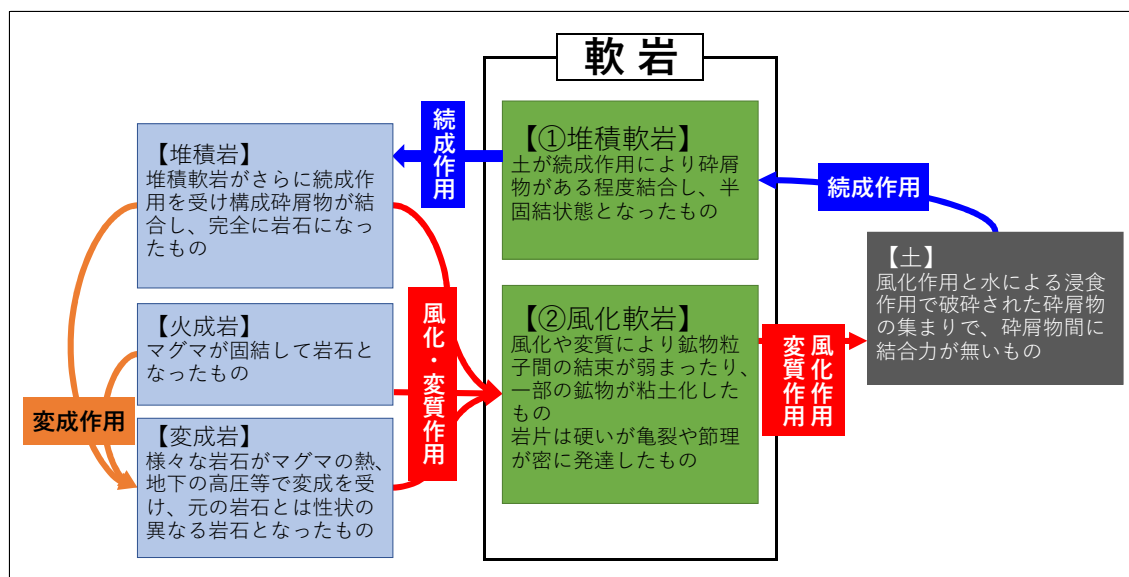 軟岩
続成作用
【①堆積軟岩】
土が続成作用により砕屑
物がある程度結合し、半
固結状態となったもの
続成作用
【堆積岩】
堆積軟岩がさらに続成作
用を受け構成砕屑物が結
合し、完全に岩石になっ
たもの
【土】
風化作用と水による浸食
作用で破砕された砕屑物
の集まりで、砕屑物間に
結合力が無いもの
【火成岩】
マグマが固結して岩石と
なったもの
風化・変質作用
【②風化軟岩】
風化や変質により鉱物粒
子間の結束が弱まったり、
一部の鉱物が粘土化した
もの
岩片は硬いが亀裂や節理
が密に発達したもの
風化作用
変質作用
変成作用
【変成岩】
様々な岩石がマグマの熱、
地下の高圧等で変成を受
け、元の岩石とは性状の
異なる岩石となったもの